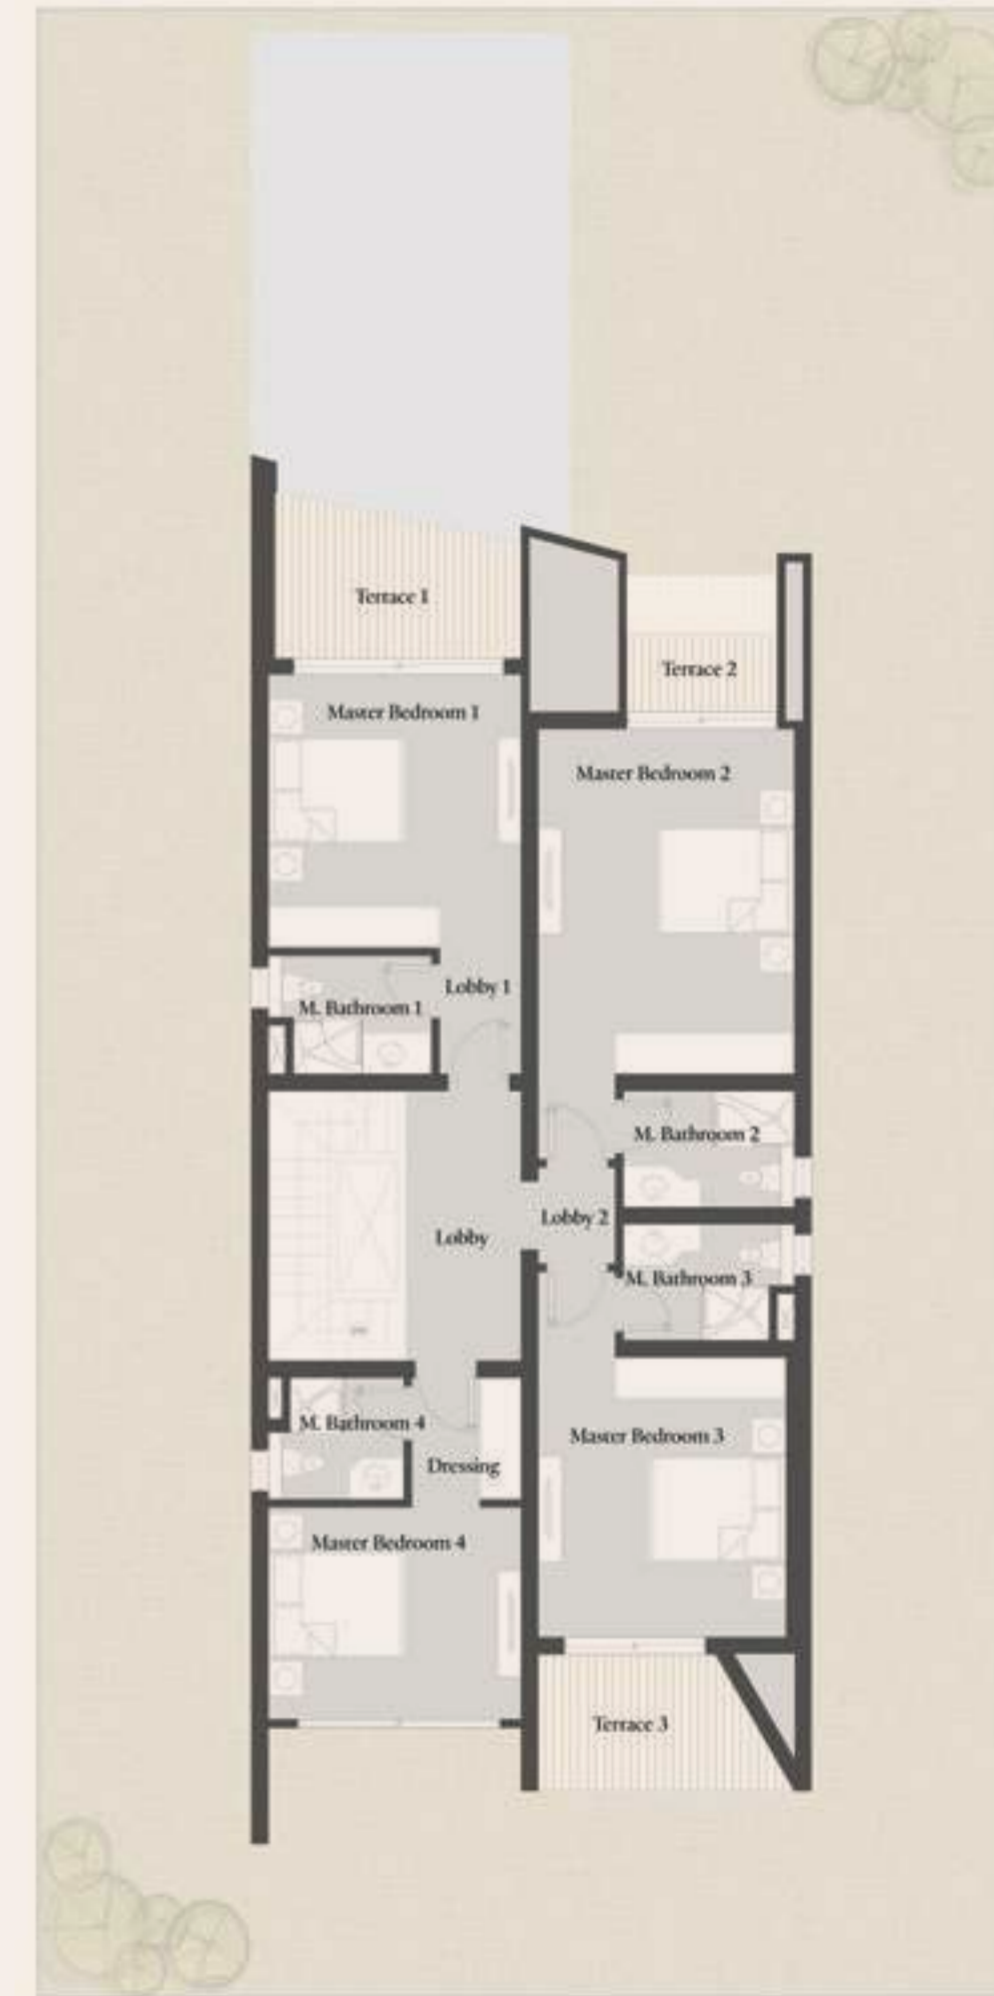 Terrace 1
Terrace 2
Master Bedroom 1
Master Bedroom 2
Lobby 1
M. Bathroom 1
M. Bathroom 2
Lobby 2
Lobby
M. Bathroom 3
M. Bathroom 4
Master Bedroom 3
Dressing
Master Bedroom 4
Terrace 3